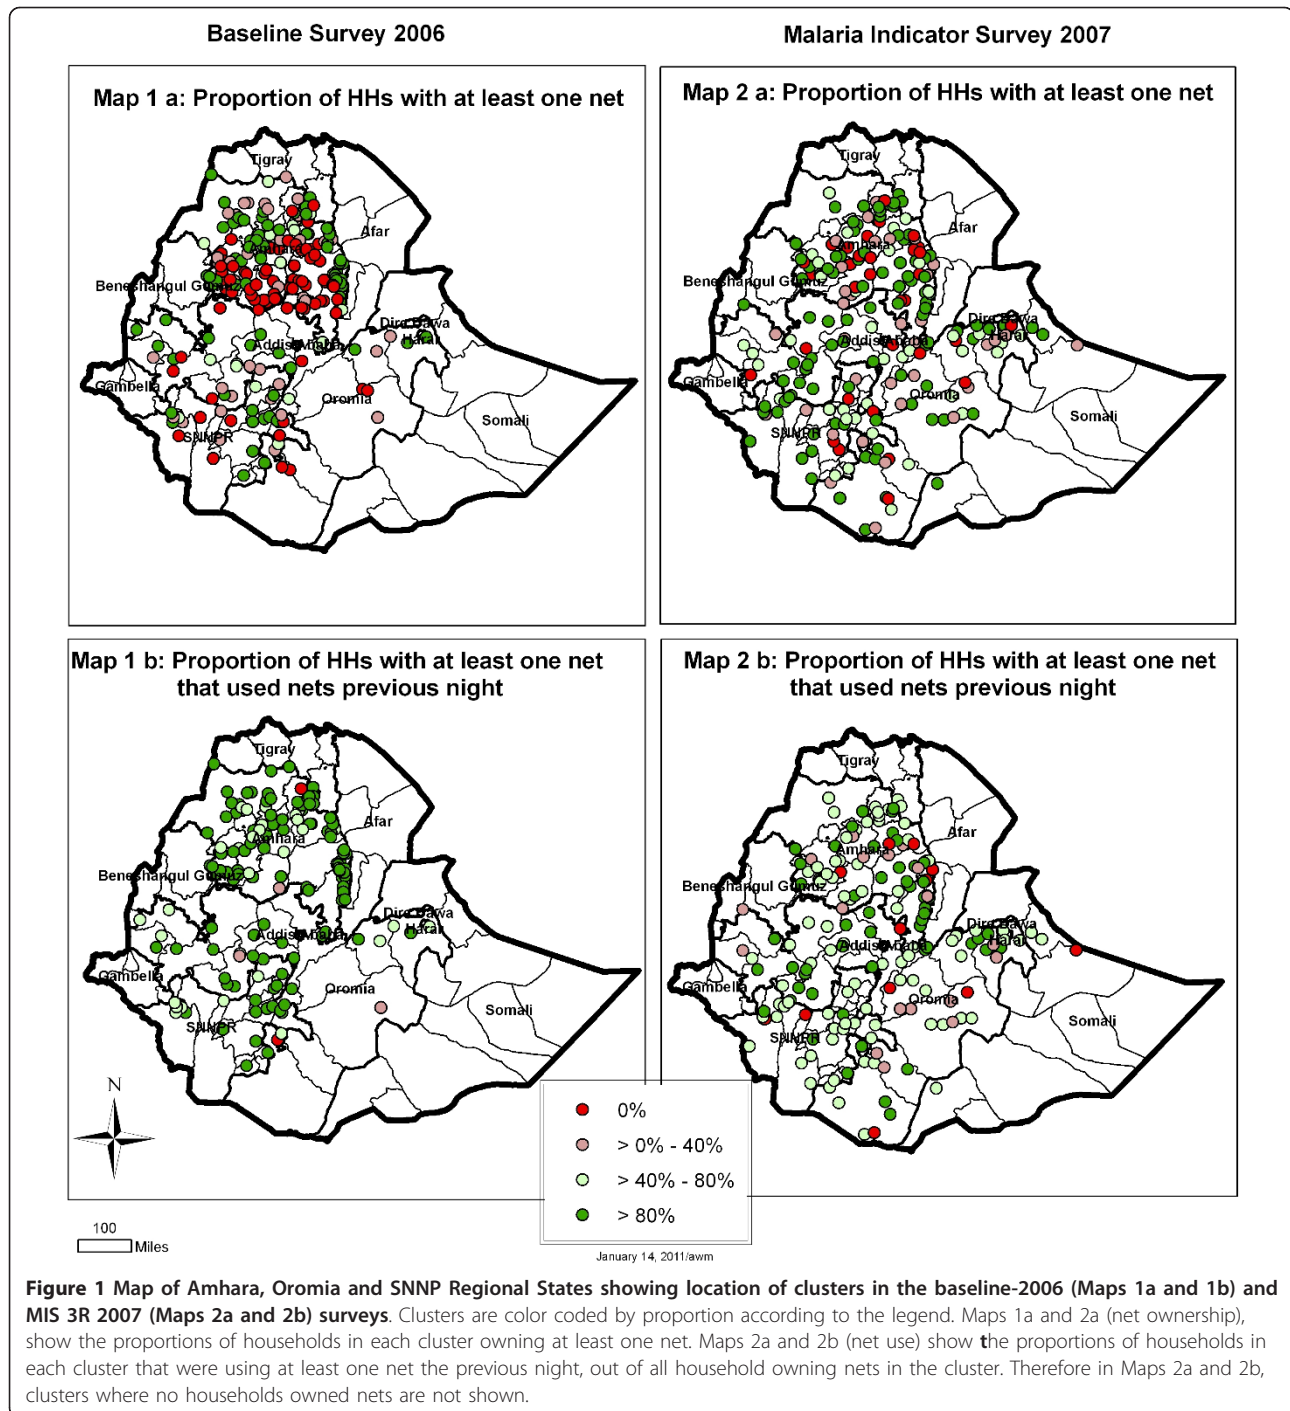 Baseline Survey 2006
Malaria Indicator Survey 2007
Map 1 a: Proportion of HHs with at least one net
Tigray
Afar
Amhara
Beneshangul Gumuz
Dire Dawa
Harar
Addis Ababa
Gambella
Oromia
Somali
SNNPR
Map 2 a: Proportion of HHs with at least one net
Tigray
Afar
Amhara
Beneshangul Gumuz
Dire Dawa
Harar
Addis Ababa
Gambella
Oromia
Somali
SNNPR
Map 1 b: Proportion of HHs with at least one net
that used nets previous night
Tigray
Afar
Amhara
Beneshangul Gumuz
Dire Dawa
Harar
Addis Ababa
Gambella
Oromia
Somali
SNNPR
Map 2 b: Proportion of HHs with at least one net
that used nets previous night
Tigray
Afar
Amhara
Beneshangul Gumuz
Dire Dawa
Harar
Addis Ababa
Gambella
Oromia
Somali
SNNPR
N
0%
> 0% - 40%
> 40% - 80%
> 80%
100
Miles
January 14, 2011/awm
Figure 1 Map of Amhara, Oromia and SNNP Regional States showing location of clusters in the baseline-2006 (Maps 1a and 1b) and
MIS 3R 2007 (Maps 2a and 2b) surveys. Clusters are color coded by proportion according to the legend. Maps 1a and 2a (net ownership),
show the proportions of households in each cluster owning at least one net. Maps 2a and 2b (net use) show the proportions of households in
each cluster that were using at least one net the previous night, out of all household owning nets in the cluster. Therefore in Maps 2a and 2b,
clusters where no households owned nets are not shown.